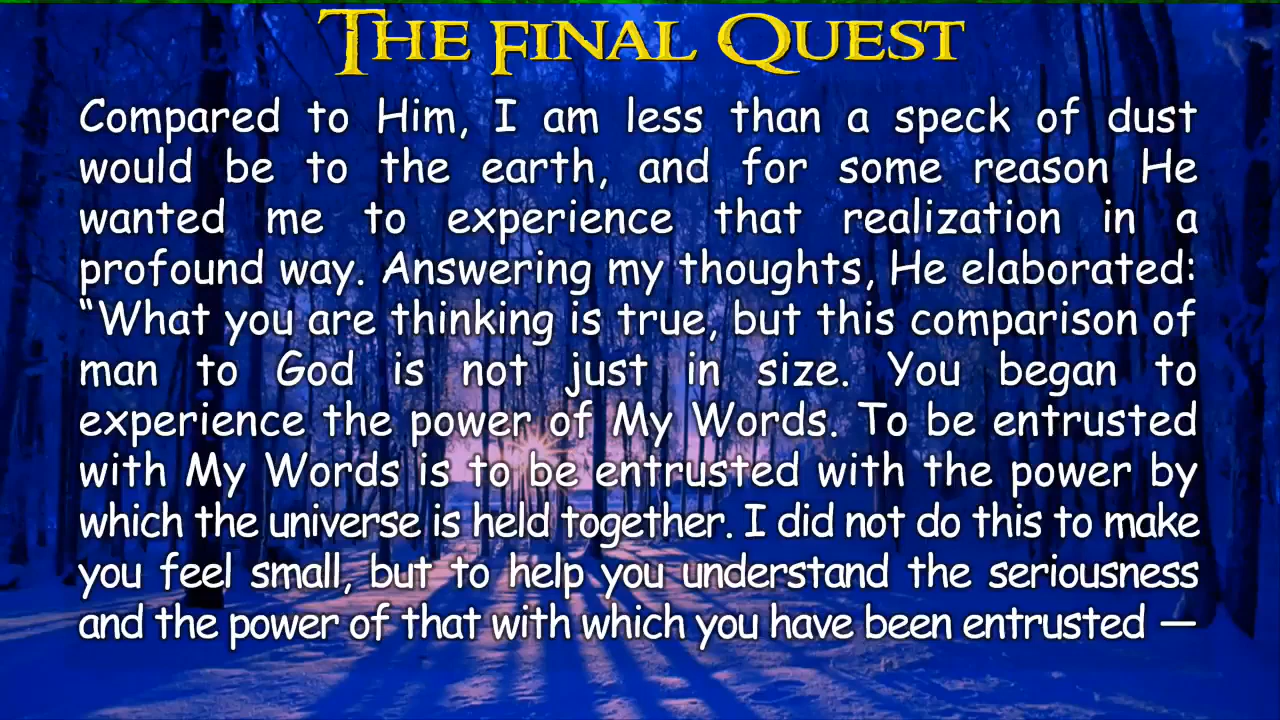 The Final Quest
Compared to Him, I am less than a speck of dust
would be to the earth, and for some reason He
wanted me to experience that realization in a
profound way. Answering my thoughts, He elaborated:
“What you are thinking is true, but this comparison of
man to God is not just in size. You began to
experience the power of My Words. To be entrusted
with My Words is to be entrusted with the power by
which the universe is held together. I did not do this to make
you feel small, but to help you understand the seriousness
and the power of that with which you have been entrusted —